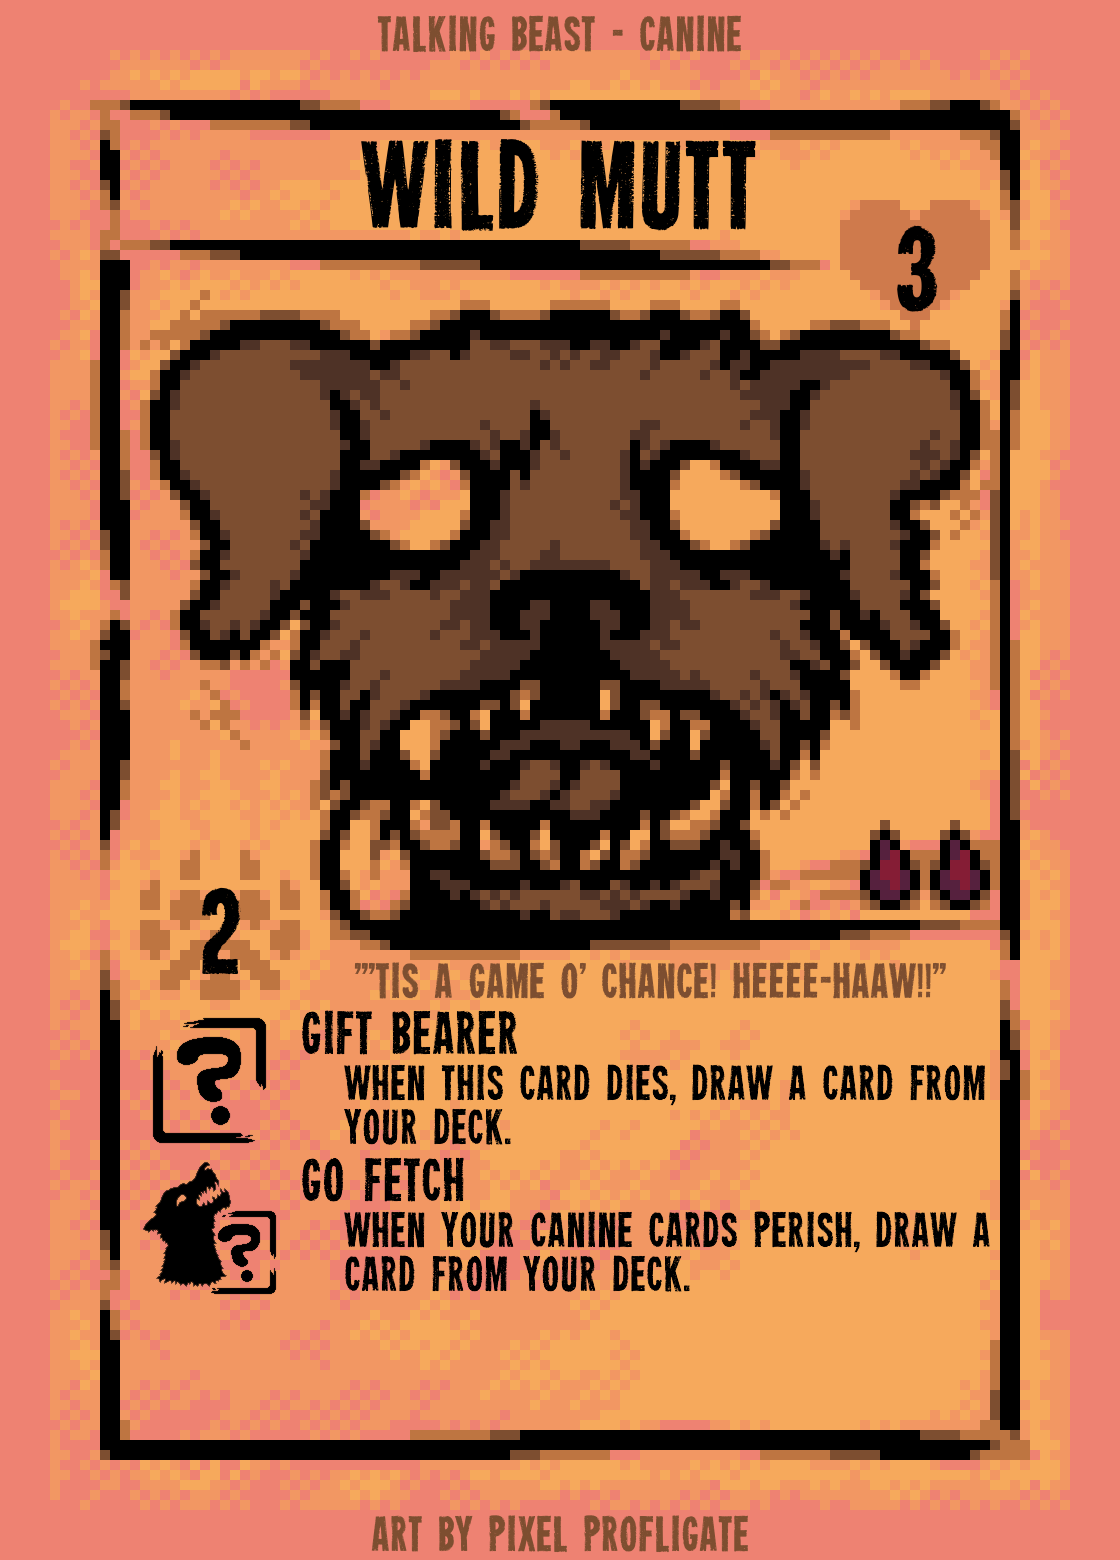 TALKING BEAST - CANINE
WILD MUTT
3
2
"'TIS A GAME O' CHANCE! HEEEE-HAAW!!"
?
GIFT BEARER
WHEN THIS CARD DIES, DRAW A CARD FROM
YOUR DECK.
?
GO FETCH
WHEN YOUR CANINE CARDS PERISH, DRAW A
CARD FROM YOUR DECK.
ART BY PIXEL PROFLIGATE